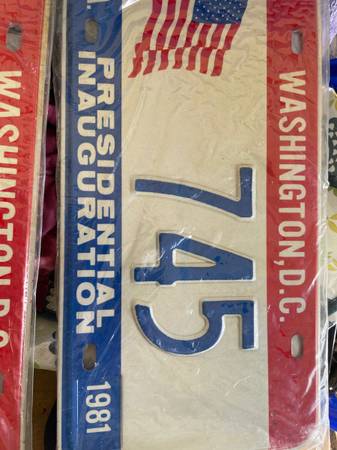 WASHINGTON, D.C.
745
PRESIDENTIAL
INAUGURATION 1981
WASHINGTON, D.C.